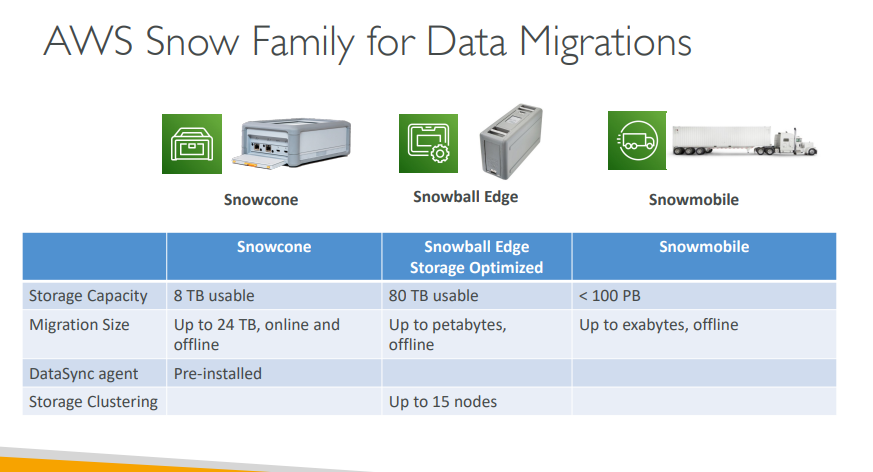 AWS Snow Family for Data Migrations
Snowcone
Snowball Edge
Snowmobile
Snowcone
Snowball Edge
Storage Optimized
Snowmobile
Storage Capacity
8 TB usable
80 TB usable
< 100 PB
Migration Size
Up to 24 TB, online and
offline
Up to petabytes,
offline
Up to exabytes, offline
DataSync agent
Pre-installed
Storage Clustering
Up to 15 nodes